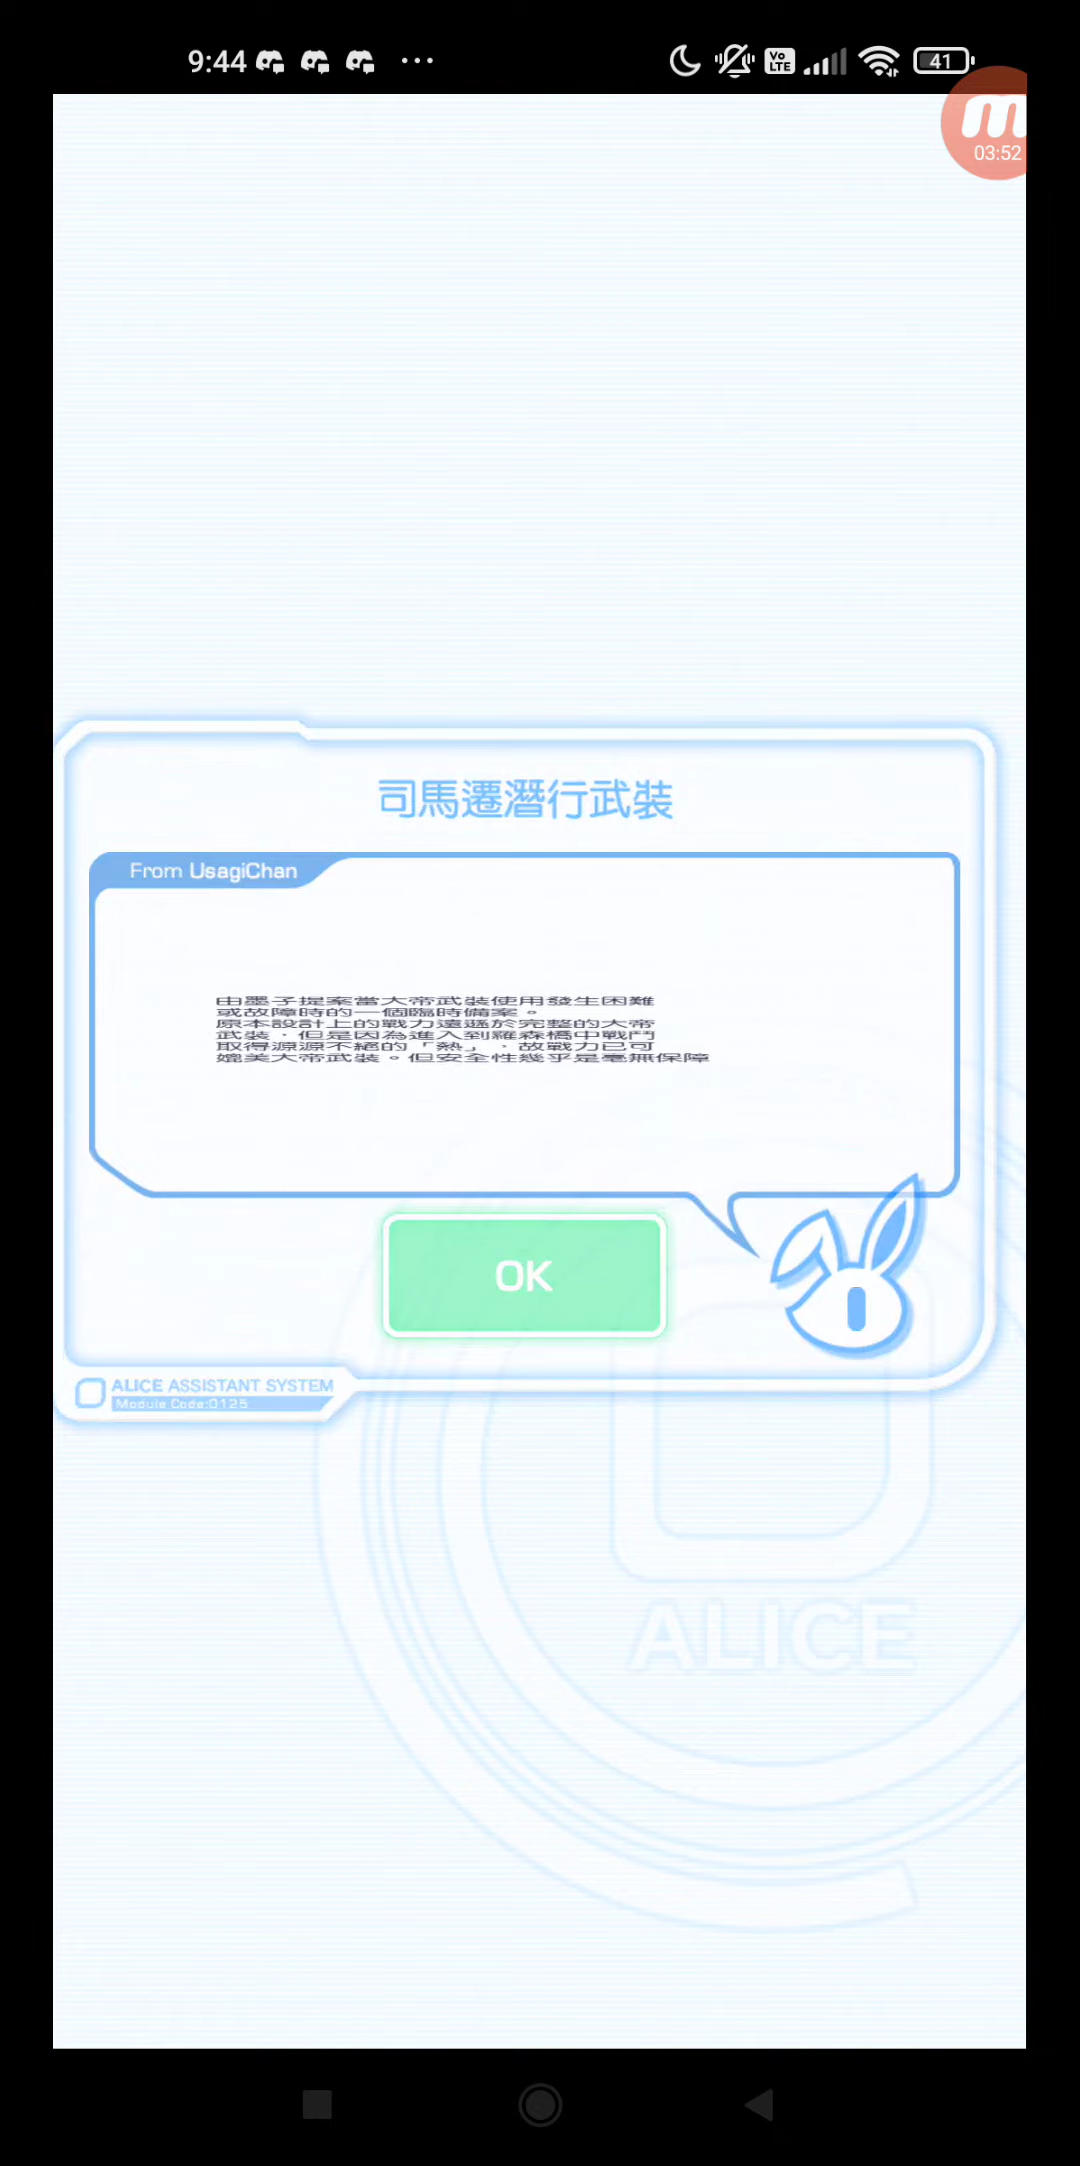 9:44
Vo LTE
41
03:52
司馬遷潛行武裝
From UsagiChan
由墨子提案當大帝武裝使用發生困難
或故障時的一個臨時備案。
原本設計上的戰力遠遜於完整的大帝
武裝，但是因為進入到羅森橋中戰鬥
取得源源不絕的「熱」，故戰力已可
媲美大帝武裝。但安全性幾乎是毫無保障
OK
ALICE ASSISTANT SYSTEM
Module Code:0125
ALICE